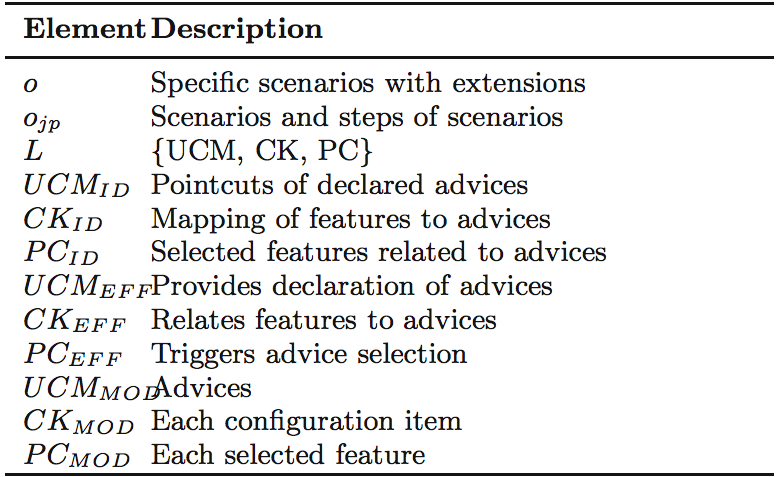 Element Description
o Specific scenarios with extensions
o_{jp} Scenarios and steps of scenarios
L {UCM, CK, PC}
UCM_{ID} Pointcuts of declared advices
CK_{ID} Mapping of features to advices
PC_{ID} Selected features related to advices
UCM_{EFF} Provides declaration of advices
CK_{EFF} Relates features to advices
PC_{EFF} Triggers advice selection
UCM_{MOD} Advices
CK_{MOD} Each configuration item
PC_{MOD} Each selected feature